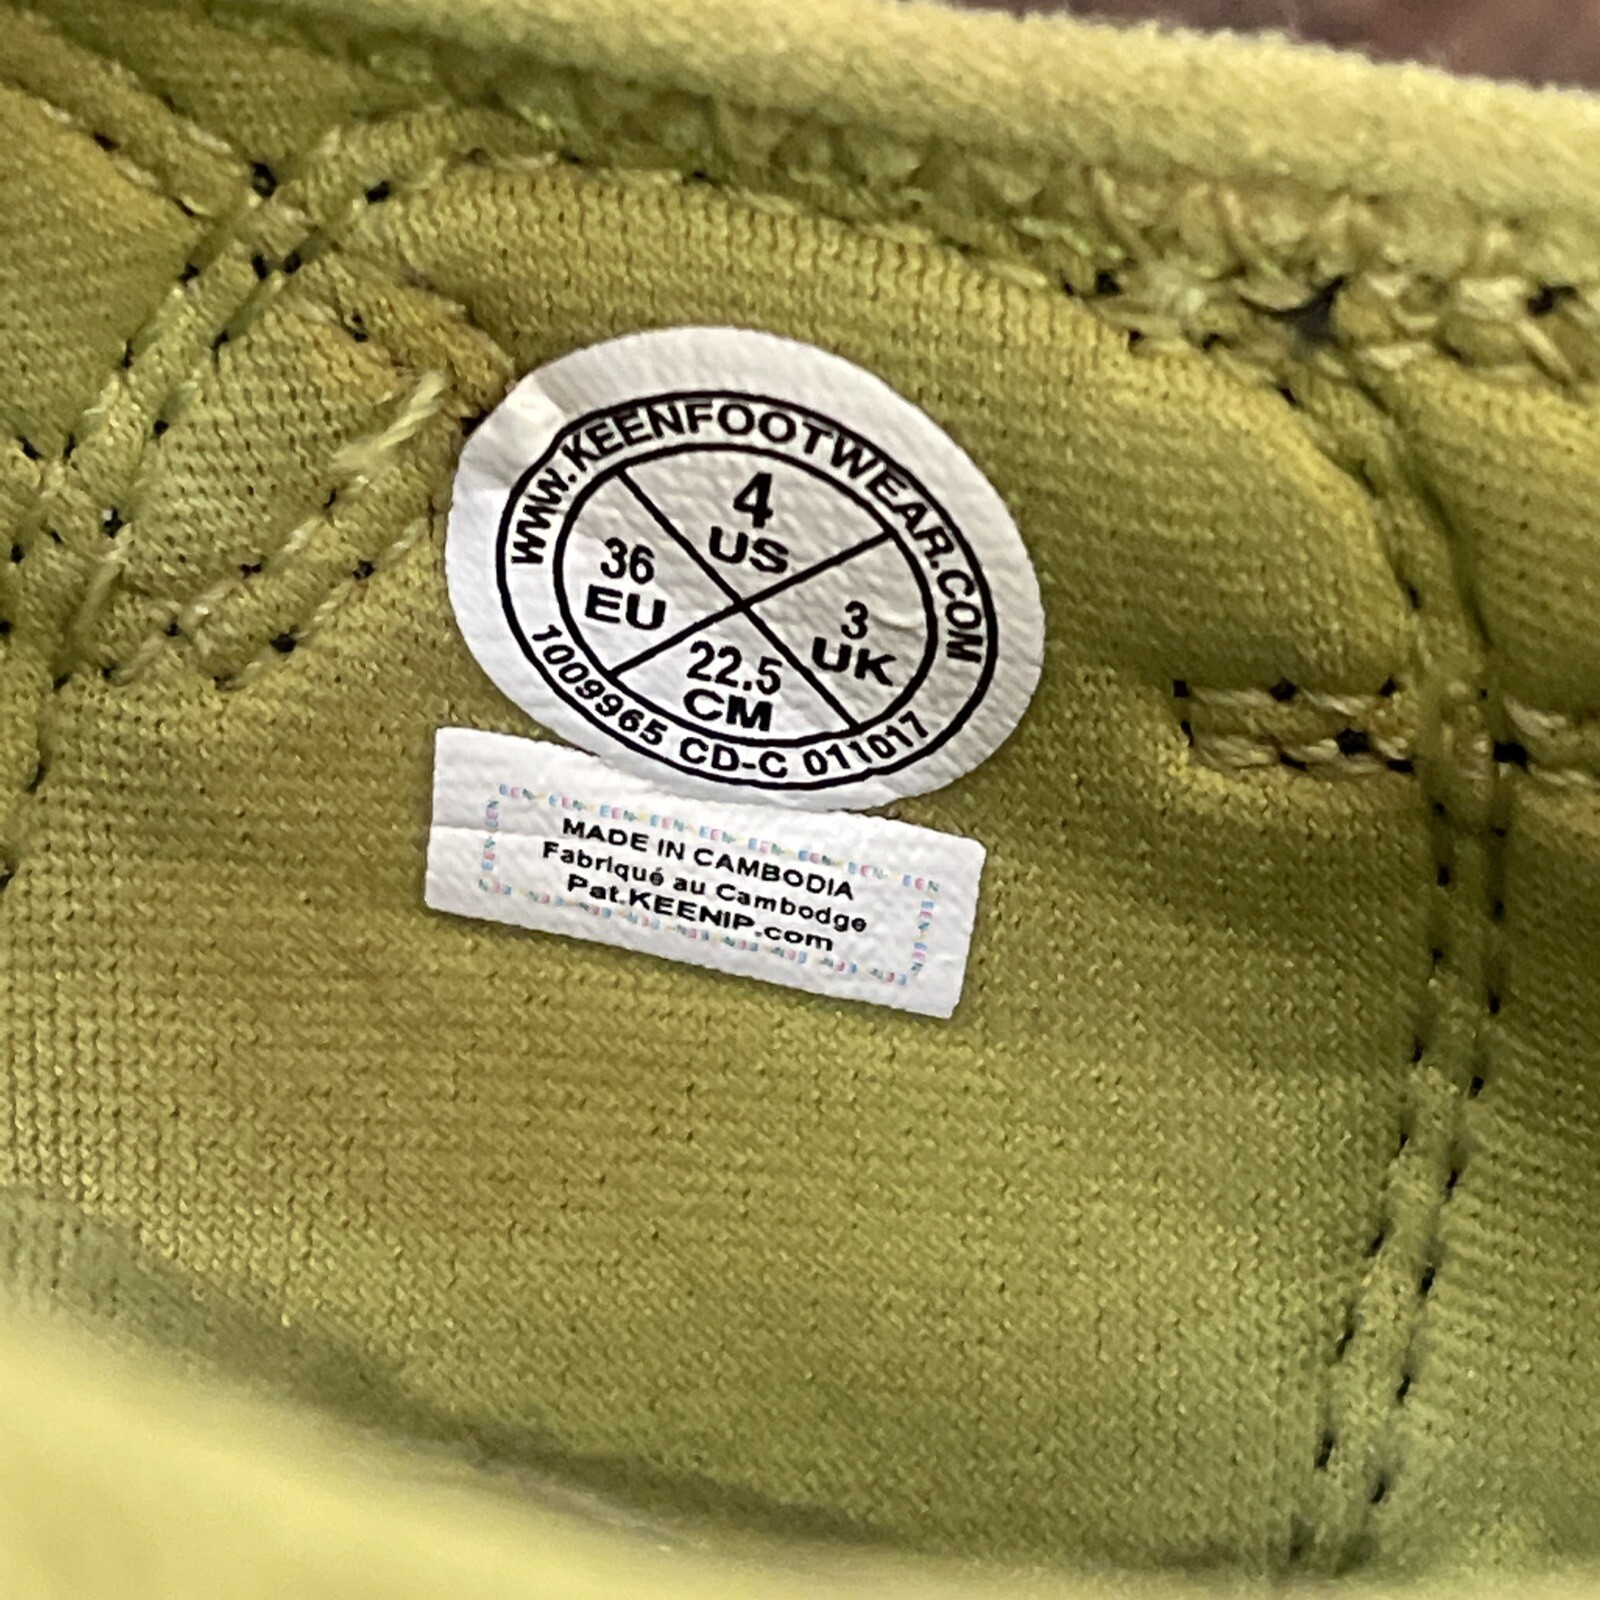 WWW.KEENFOOTWEAR.COM
4
US
36
EU
3
UK
22.5
CM
1009965 CD-C 011017
MADE IN CAMBODIA
Fabriqué au Cambodge
Pat.KEENIP.com